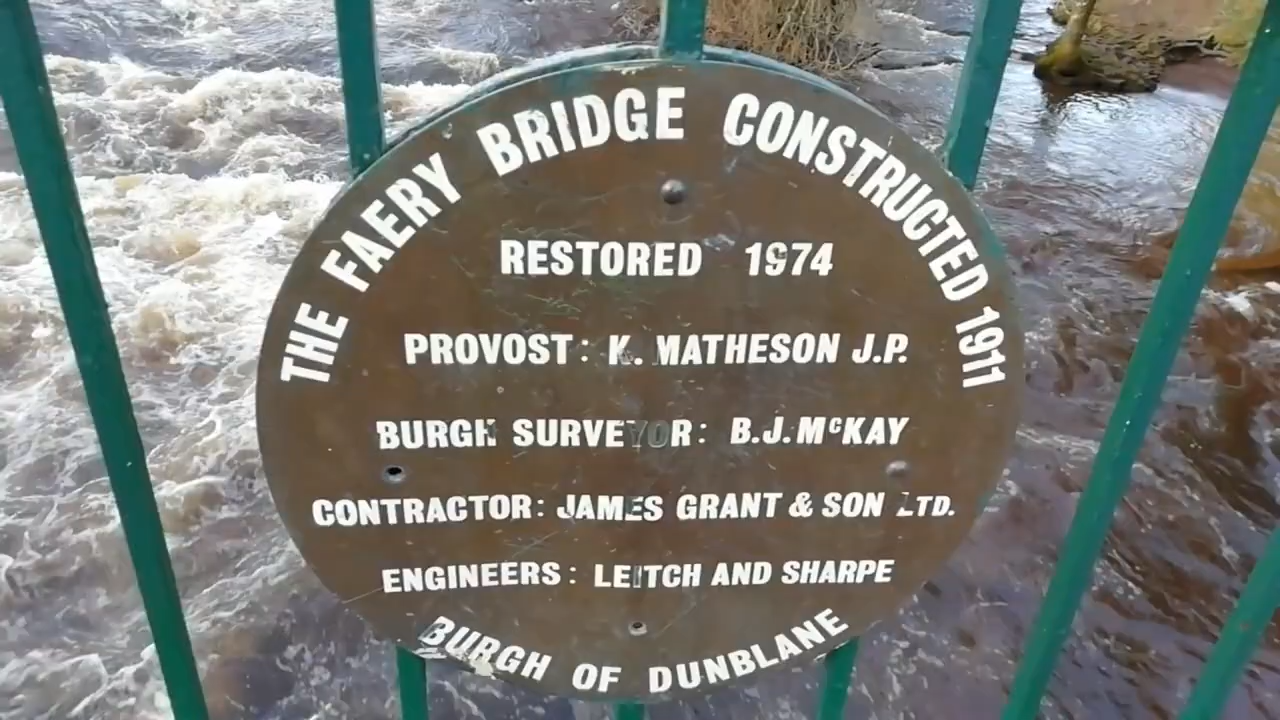 THE FAERY BRIDGE CONSTRUCTED 1911
RESTORED 1974
PROVOST: K. MATHESON J.P.
BURGH SURVEYOR: B.J. McKAY
CONTRACTOR: JAMES GRANT & SON LTD.
ENGINEERS: LEITCH AND SHARPE
BURGH OF DUNBLANE